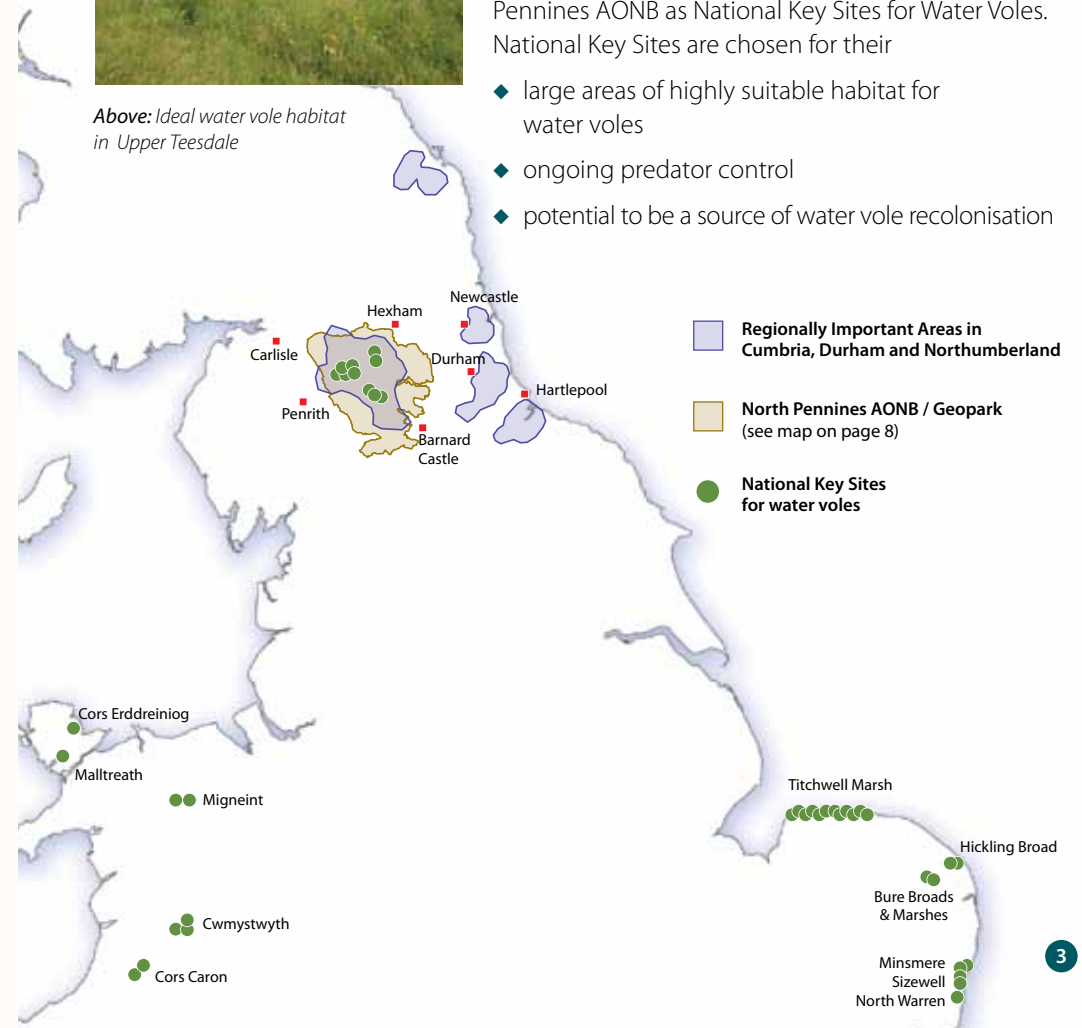 Pennines AONB as National Key Sites for Water Voles.
National Key Sites are chosen for their
◆ large areas of highly suitable habitat for
water voles
◆ ongoing predator control
◆ potential to be a source of water vole recolonisation
Above: Ideal water vole habitat
in Upper Teesdale
Newcastle
Hexham
Carlisle
Durham
Hartlepool
Penrith
Barnard
Castle
Regionally Important Areas in
Cumbria, Durham and Northumberland
North Pennines AONB / Geopark
(see map on page 8)
National Key Sites
for water voles
Cors Erddreiniog
Malltreath
Migneint
Cwmystwyth
Cors Caron
Titchwell Marsh
Hickling Broad
Bure Broads
& Marshes
Minsmere
Sizewell
North Warren
3